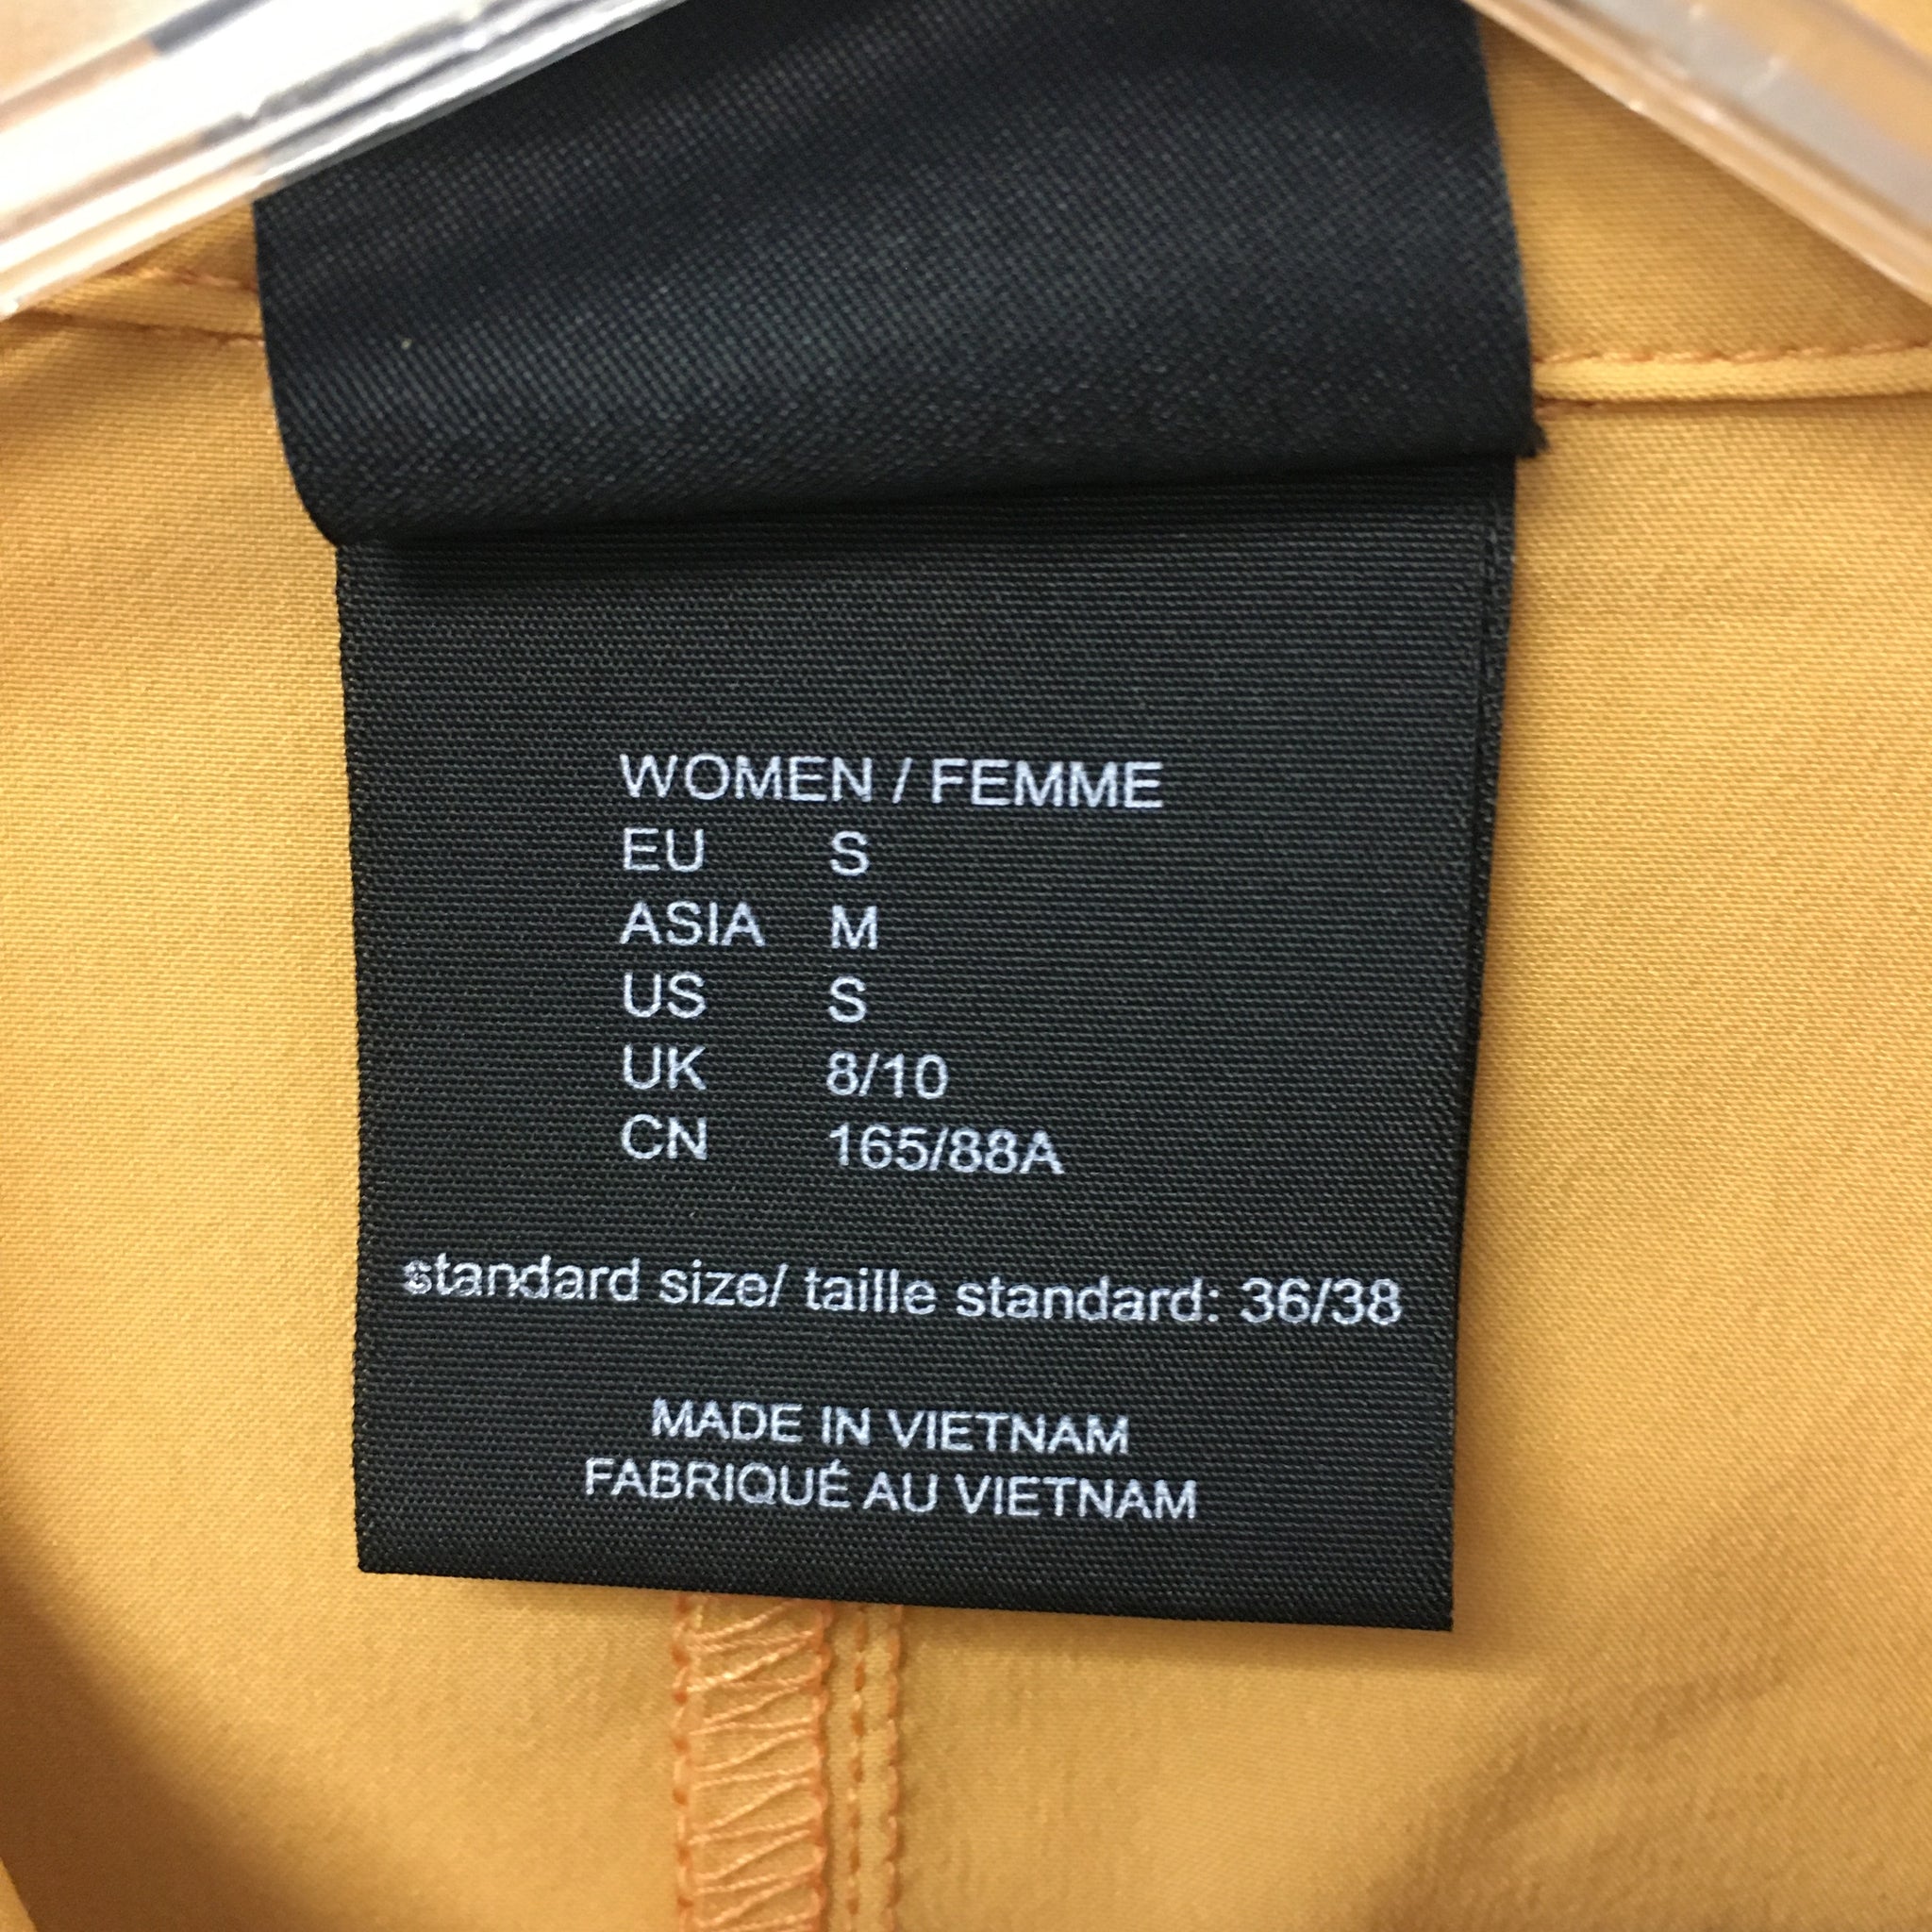 WOMEN / FEMME
EU S
ASIA M
US S
UK 8/10
CN 165/88A
standard size/ taille standard: 36/38
MADE IN VIETNAM
FABRIQUÉ AU VIETNAM